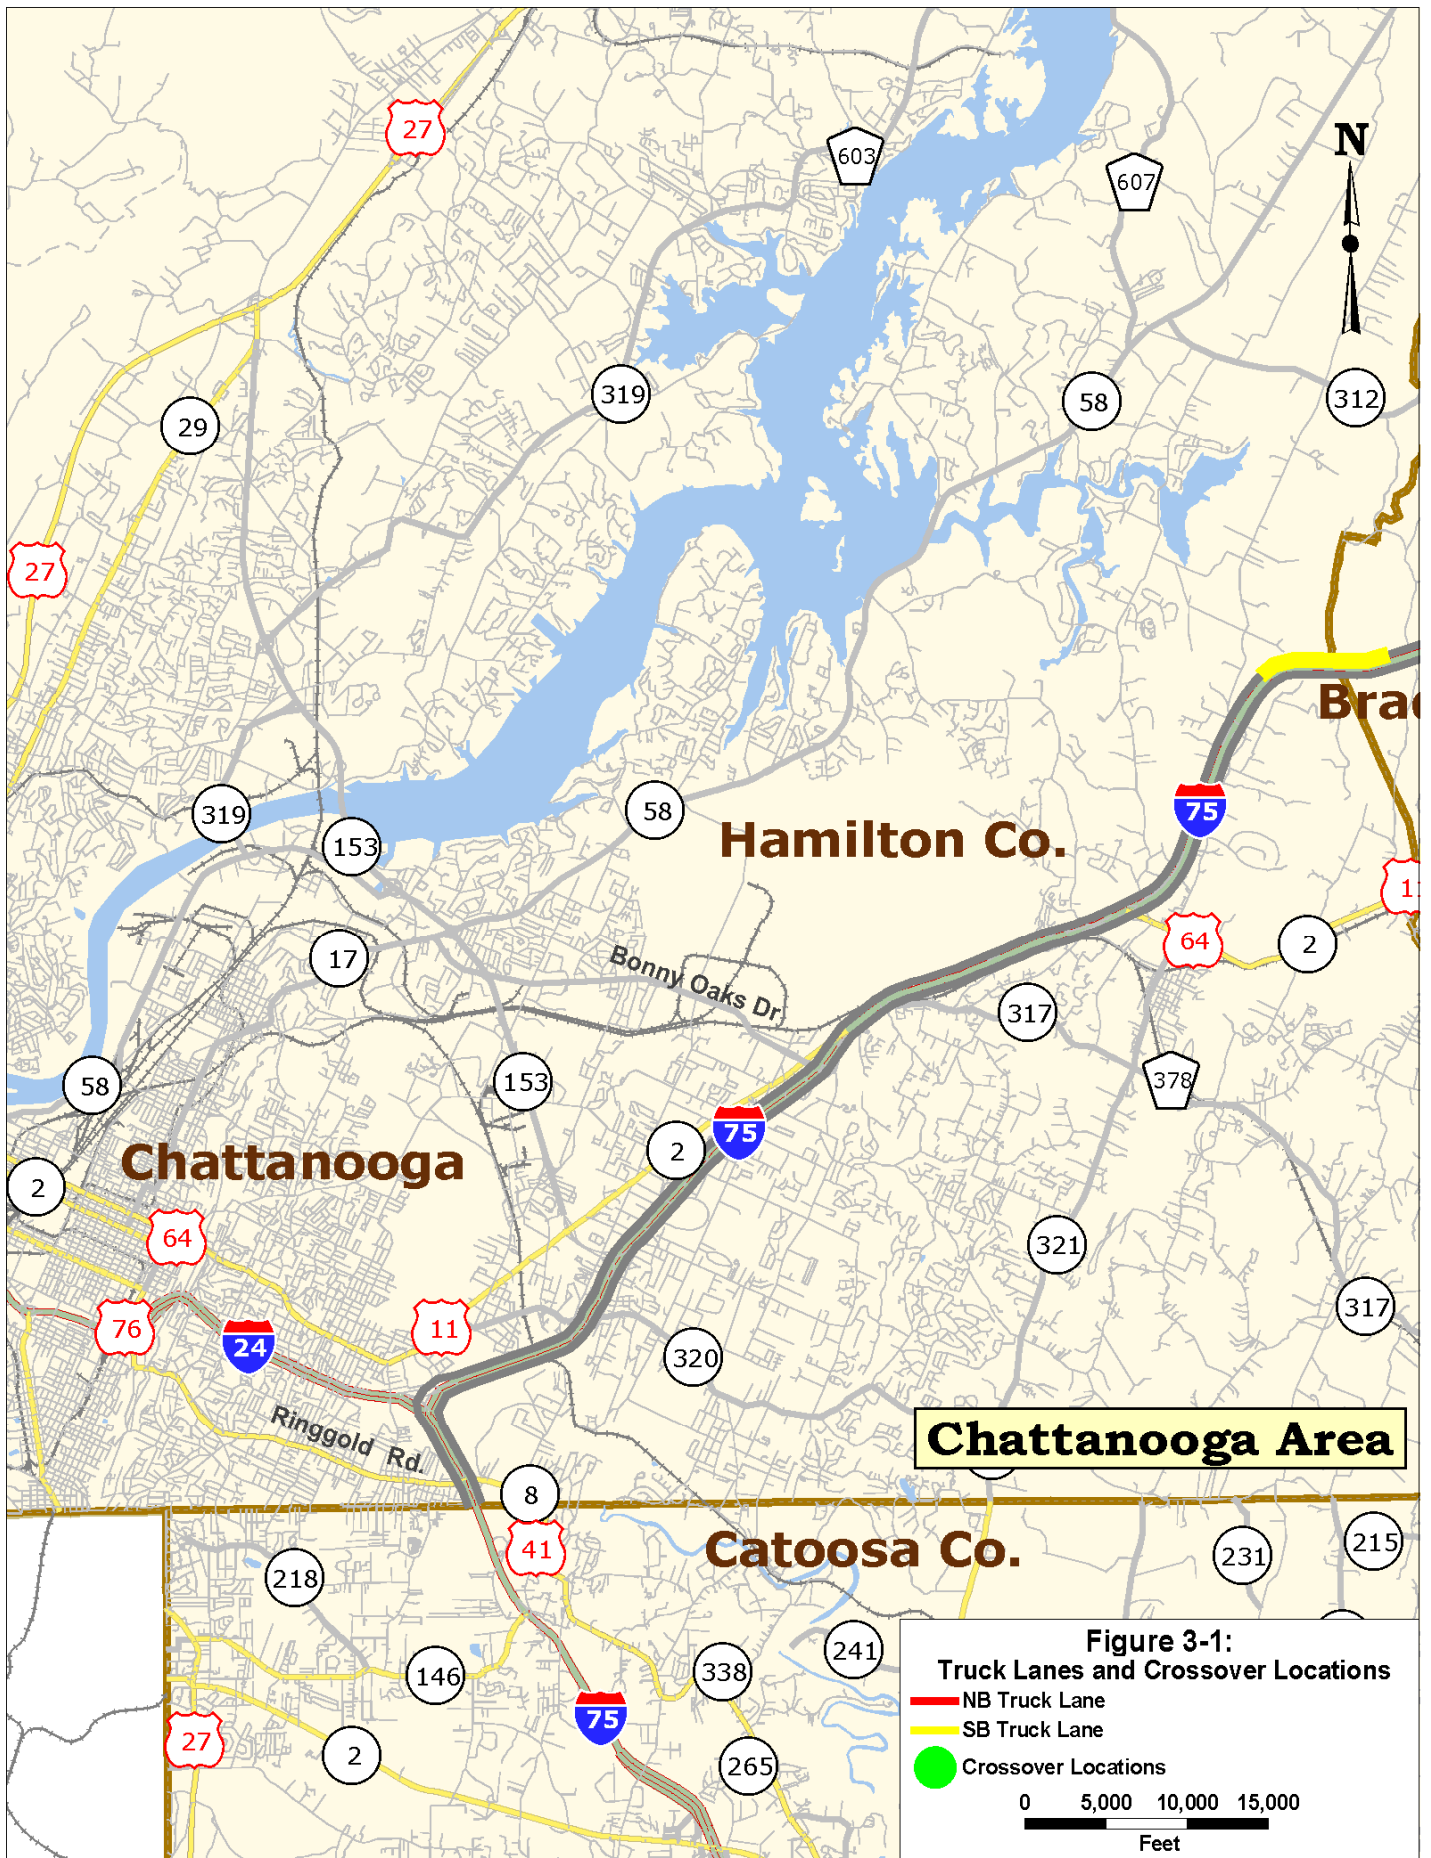 27
N
603
607
319
58
312
29
27
Brad
75
58
Hamilton Co.
319
153
11
64
2
17
Bonny Oaks Dr.
317
58
153
378
75
2
Chattanooga
2
64
321
317
76
11
24
320
Ringgold Rd.
Chattanooga Area
8
41
Catoosa Co.
231
215
218
241
146
338
75
27
2
265
Figure 3-1:
Truck Lanes and Crossover Locations
NB Truck Lane
SB Truck Lane
Crossover Locations
0 5,000 10,000 15,000
Feet